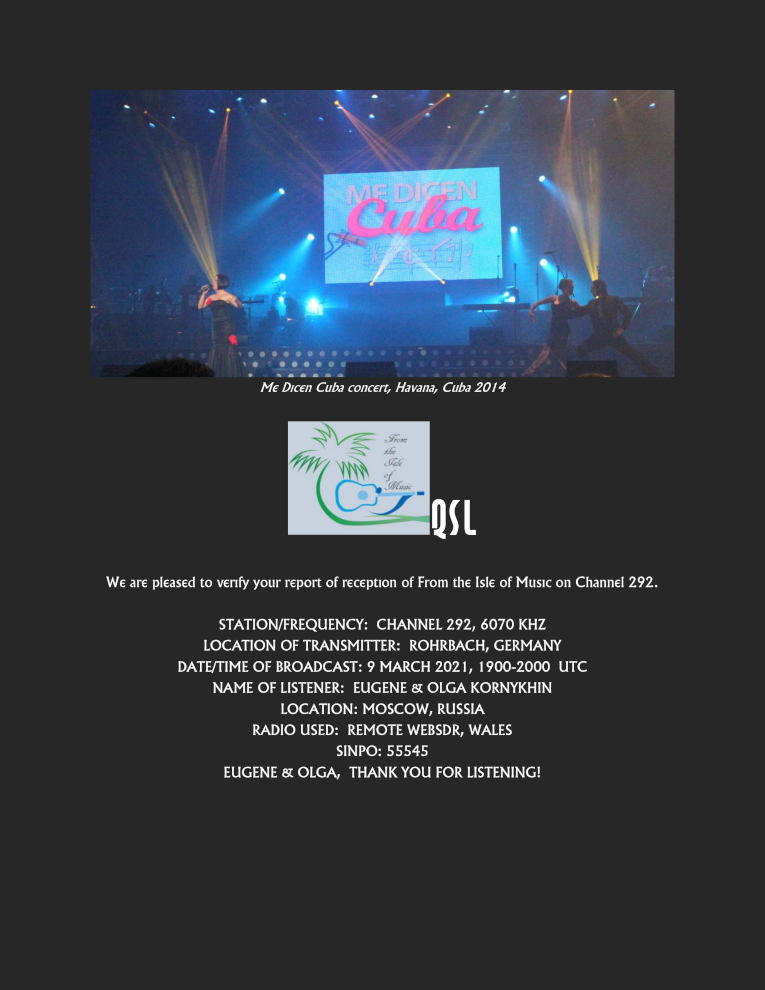 ME DICEN
Cuba
Me Dicen Cuba concert, Havana, Cuba 2014
From
the
Isle
of
Music
QSL
We are pleased to verify your report of reception of From the Isle of Music on Channel 292.
STATION/FREQUENCY: CHANNEL 292, 6070 KHZ
LOCATION OF TRANSMITTER: ROHRBACH, GERMANY
DATE/TIME OF BROADCAST: 9 MARCH 2021, 1900-2000 UTC
NAME OF LISTENER: EUGENE & OLGA KORNYKHIN
LOCATION: MOSCOW, RUSSIA
RADIO USED: REMOTE WEBSDR, WALES
SINPO: 55545
EUGENE & OLGA, THANK YOU FOR LISTENING!